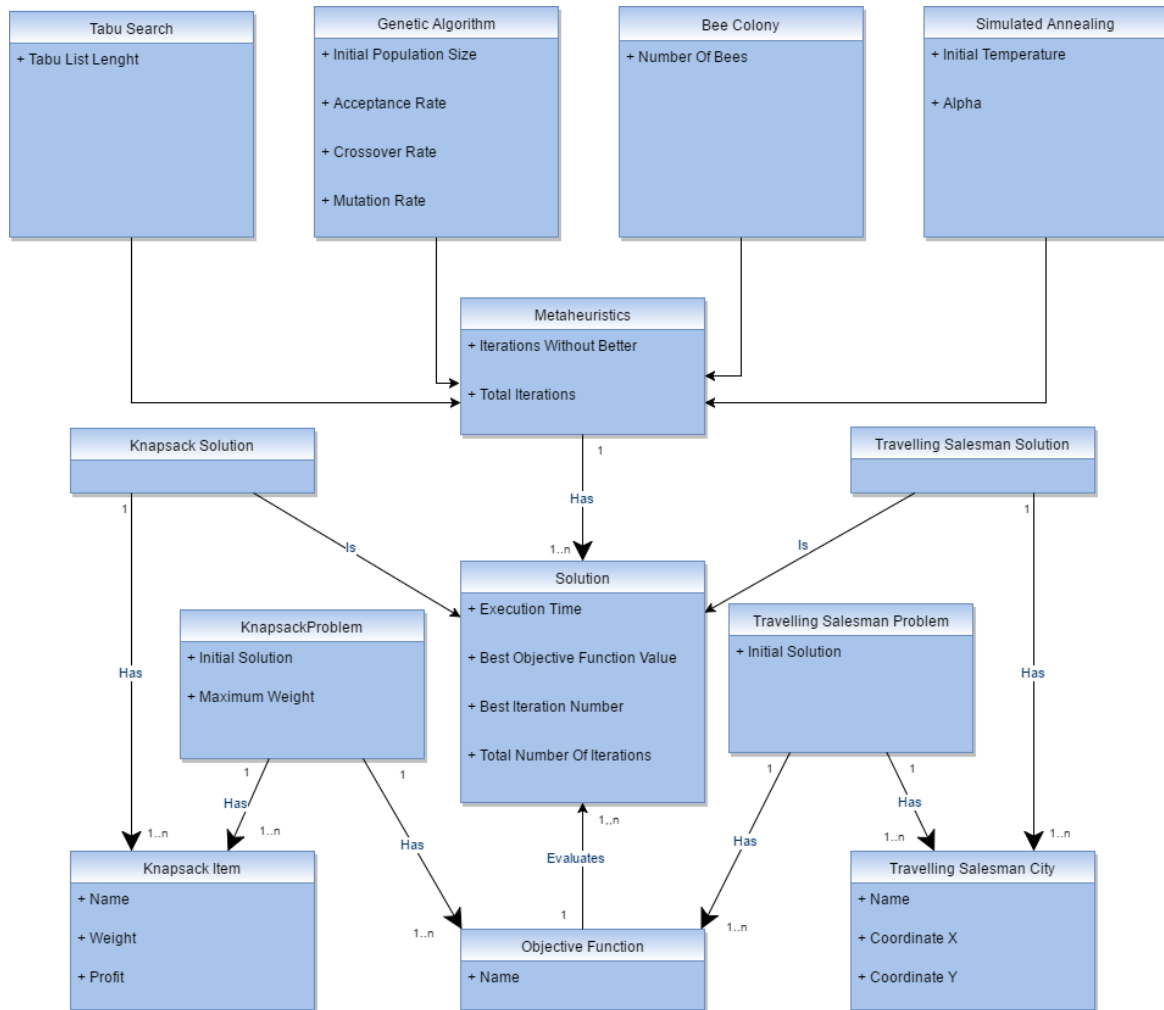 Tabu Search
+ Tabu List Lenght
Genetic Algorithm
+ Initial Population Size
+ Acceptance Rate
+ Crossover Rate
+ Mutation Rate
Bee Colony
+ Number Of Bees
Simulated Annealing
+ Initial Temperature
+ Alpha
Metaheuristics
+ Iterations Without Better
+ Total Iterations
Knapsack Solution
Travelling Salesman Solution
1
1
1
Has
Is
Is
1..n
Solution
+ Execution Time
+ Best Objective Function Value
+ Best Iteration Number
+ Total Number Of Iterations
KnapsackProblem
+ Initial Solution
+ Maximum Weight
Travelling Salesman Problem
+ Initial Solution
Has
Has
1
1
1
1
Has
Has
1..n
1..n
1..n
1..n
1..n
Has
Has
Evaluates
1
1..n
1..n
Knapsack Item
+ Name
+ Weight
+ Profit
Objective Function
+ Name
Travelling Salesman City
+ Name
+ Coordinate X
+ Coordinate Y